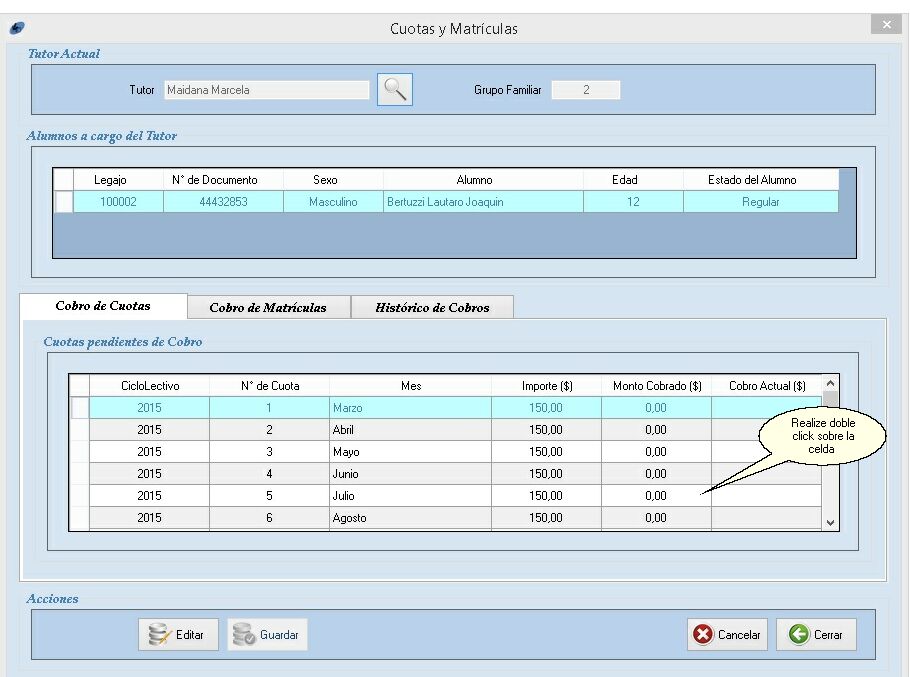 Cuotas y Matrículas
Tutor Actual
Tutor Maidana Marcela Grupo Familiar 2
Alumnos a cargo del Tutor
Legajo N° de Documento Sexo Alumno Edad Estado del Alumno
100002 44432853 Masculino Bertuzzi Lautaro Joaquin 12 Regular
Cobro de Cuotas Cobro de Matrículas Histórico de Cobros
Cuotas pendientes de Cobro
CicloLectivo N° de Cuota Mes Importe ($) Monto Cobrado ($) Cobro Actual ($)
2015 1 Marzo 150,00 0,00
2015 2 Abril 150,00 0,00
2015 3 Mayo 150,00 0,00
2015 4 Junio 150,00 0,00
2015 5 Julio 150,00 0,00
2015 6 Agosto 150,00 0,00
Realize doble
click sobre la
celda
Acciones
Editar Guardar Cancelar Cerrar